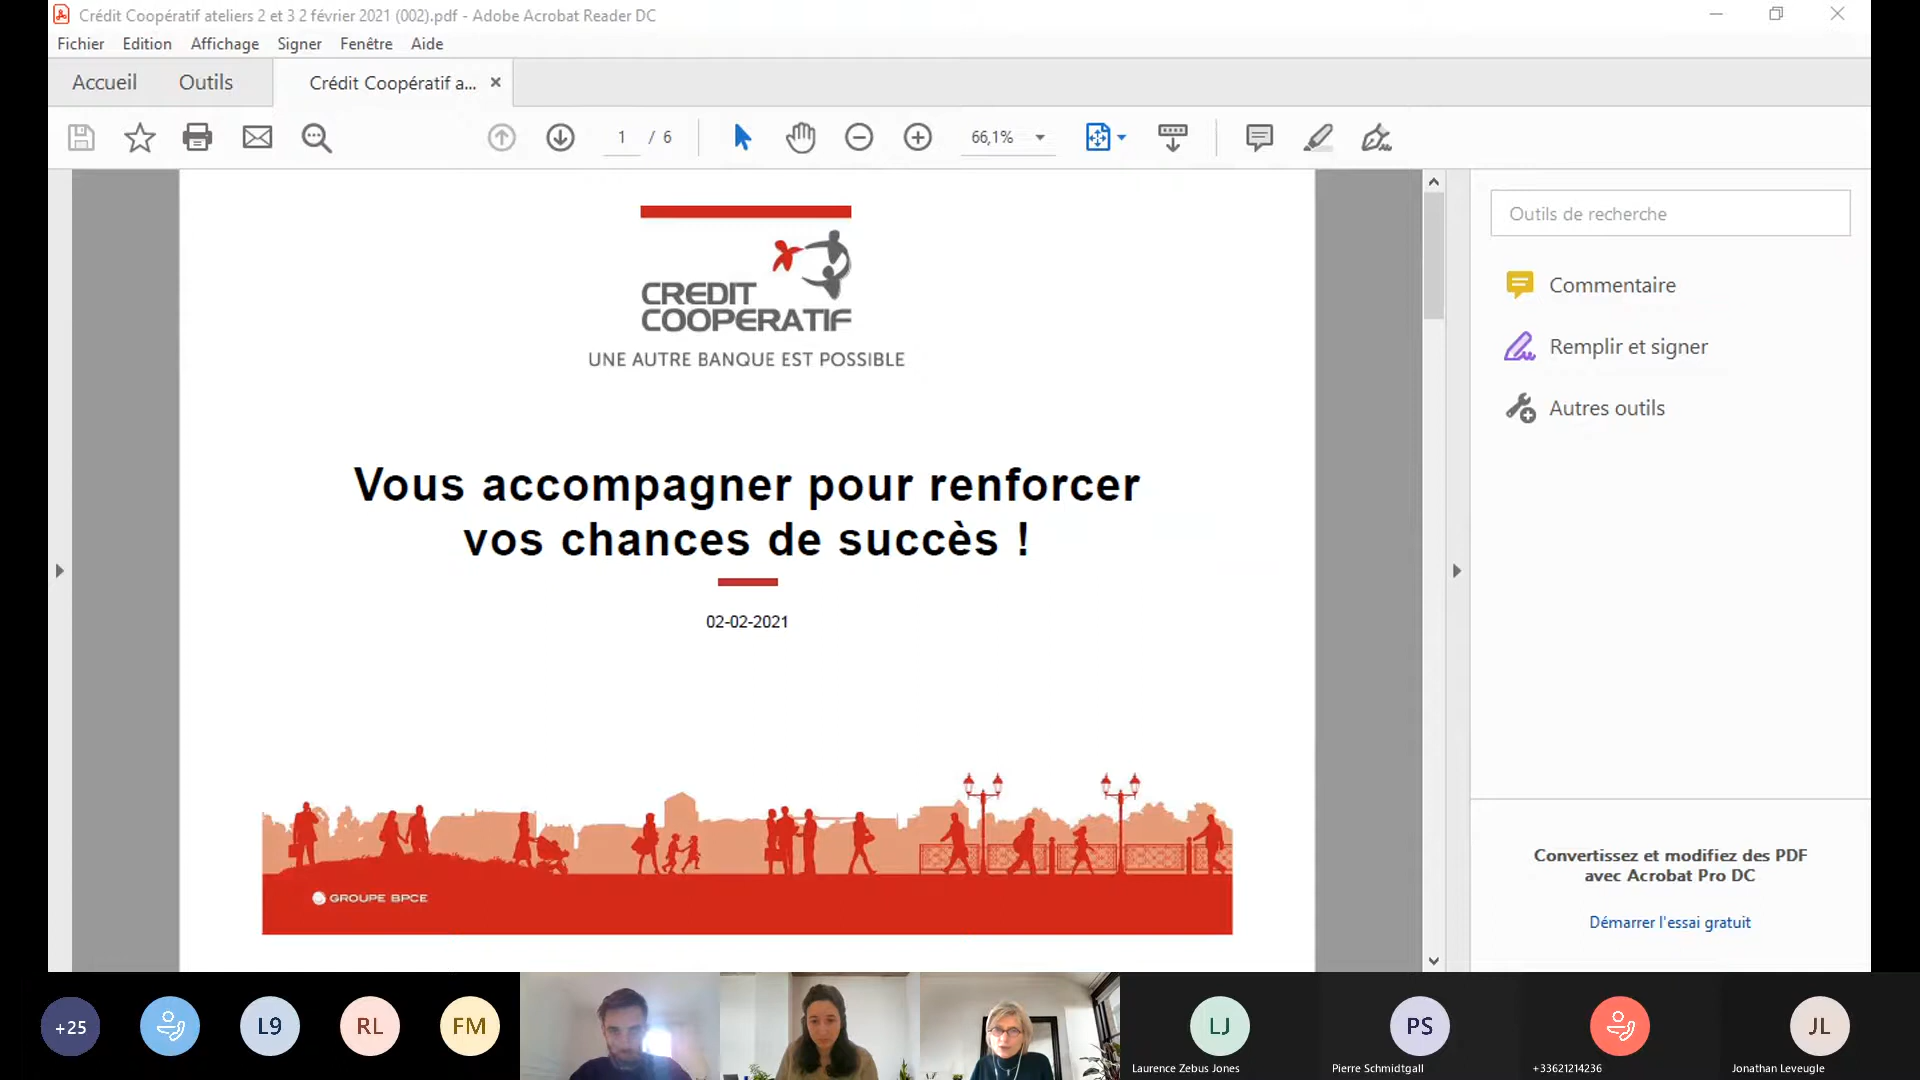 Crédit Coopératif ateliers 2 et 3 2 février 2021 (002).pdf - Adobe Acrobat Reader DC
Fichier Edition Affichage Signer Fenêtre Aide
Accueil Outils Crédit Coopératif a...
1 / 6 66,1%
Outils de recherche
Commentaire
Remplir et signer
Autres outils
CREDIT
COOPERATIF
UNE AUTRE BANQUE EST POSSIBLE
Vous accompagner pour renforcer
vos chances de succès !
02-02-2021
GROUPE BPCE
Convertissez et modifiez des PDF
avec Acrobat Pro DC
Démarrer l'essai gratuit
+25 L9 RL FM LJ PS JL
Laurence Zebus Jones Pierre Schmidtgall +33621214236 Jonathan Leveugle